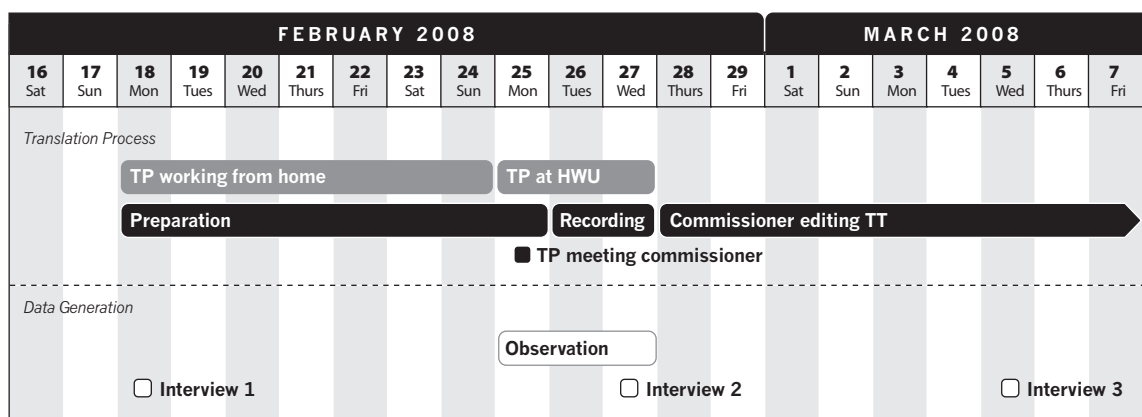 FEBRUARY 2008 MARCH 2008
16 17 18 19 20 21 22 23 24 25 26 27 28 29 1 2 3 4 5 6 7
Sat Sun Mon Tues Wed Thurs Fri Sat Sun Mon Tues Wed Thurs Fri Sat Sun Mon Tues Wed Thurs Fri
Translation Process
TP working from home TP at HWU
Preparation Recording Commissioner editing TT
TP meeting commissioner
Data Generation
Observation
Interview 1 Interview 2 Interview 3